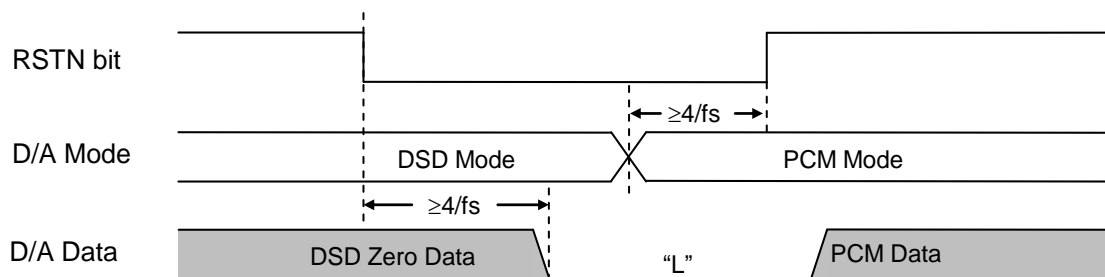 RSTN bit
≥4/fs
D/A Mode
DSD Mode
PCM Mode
≥4/fs
D/A Data
DSD Zero Data
“L”
PCM Data